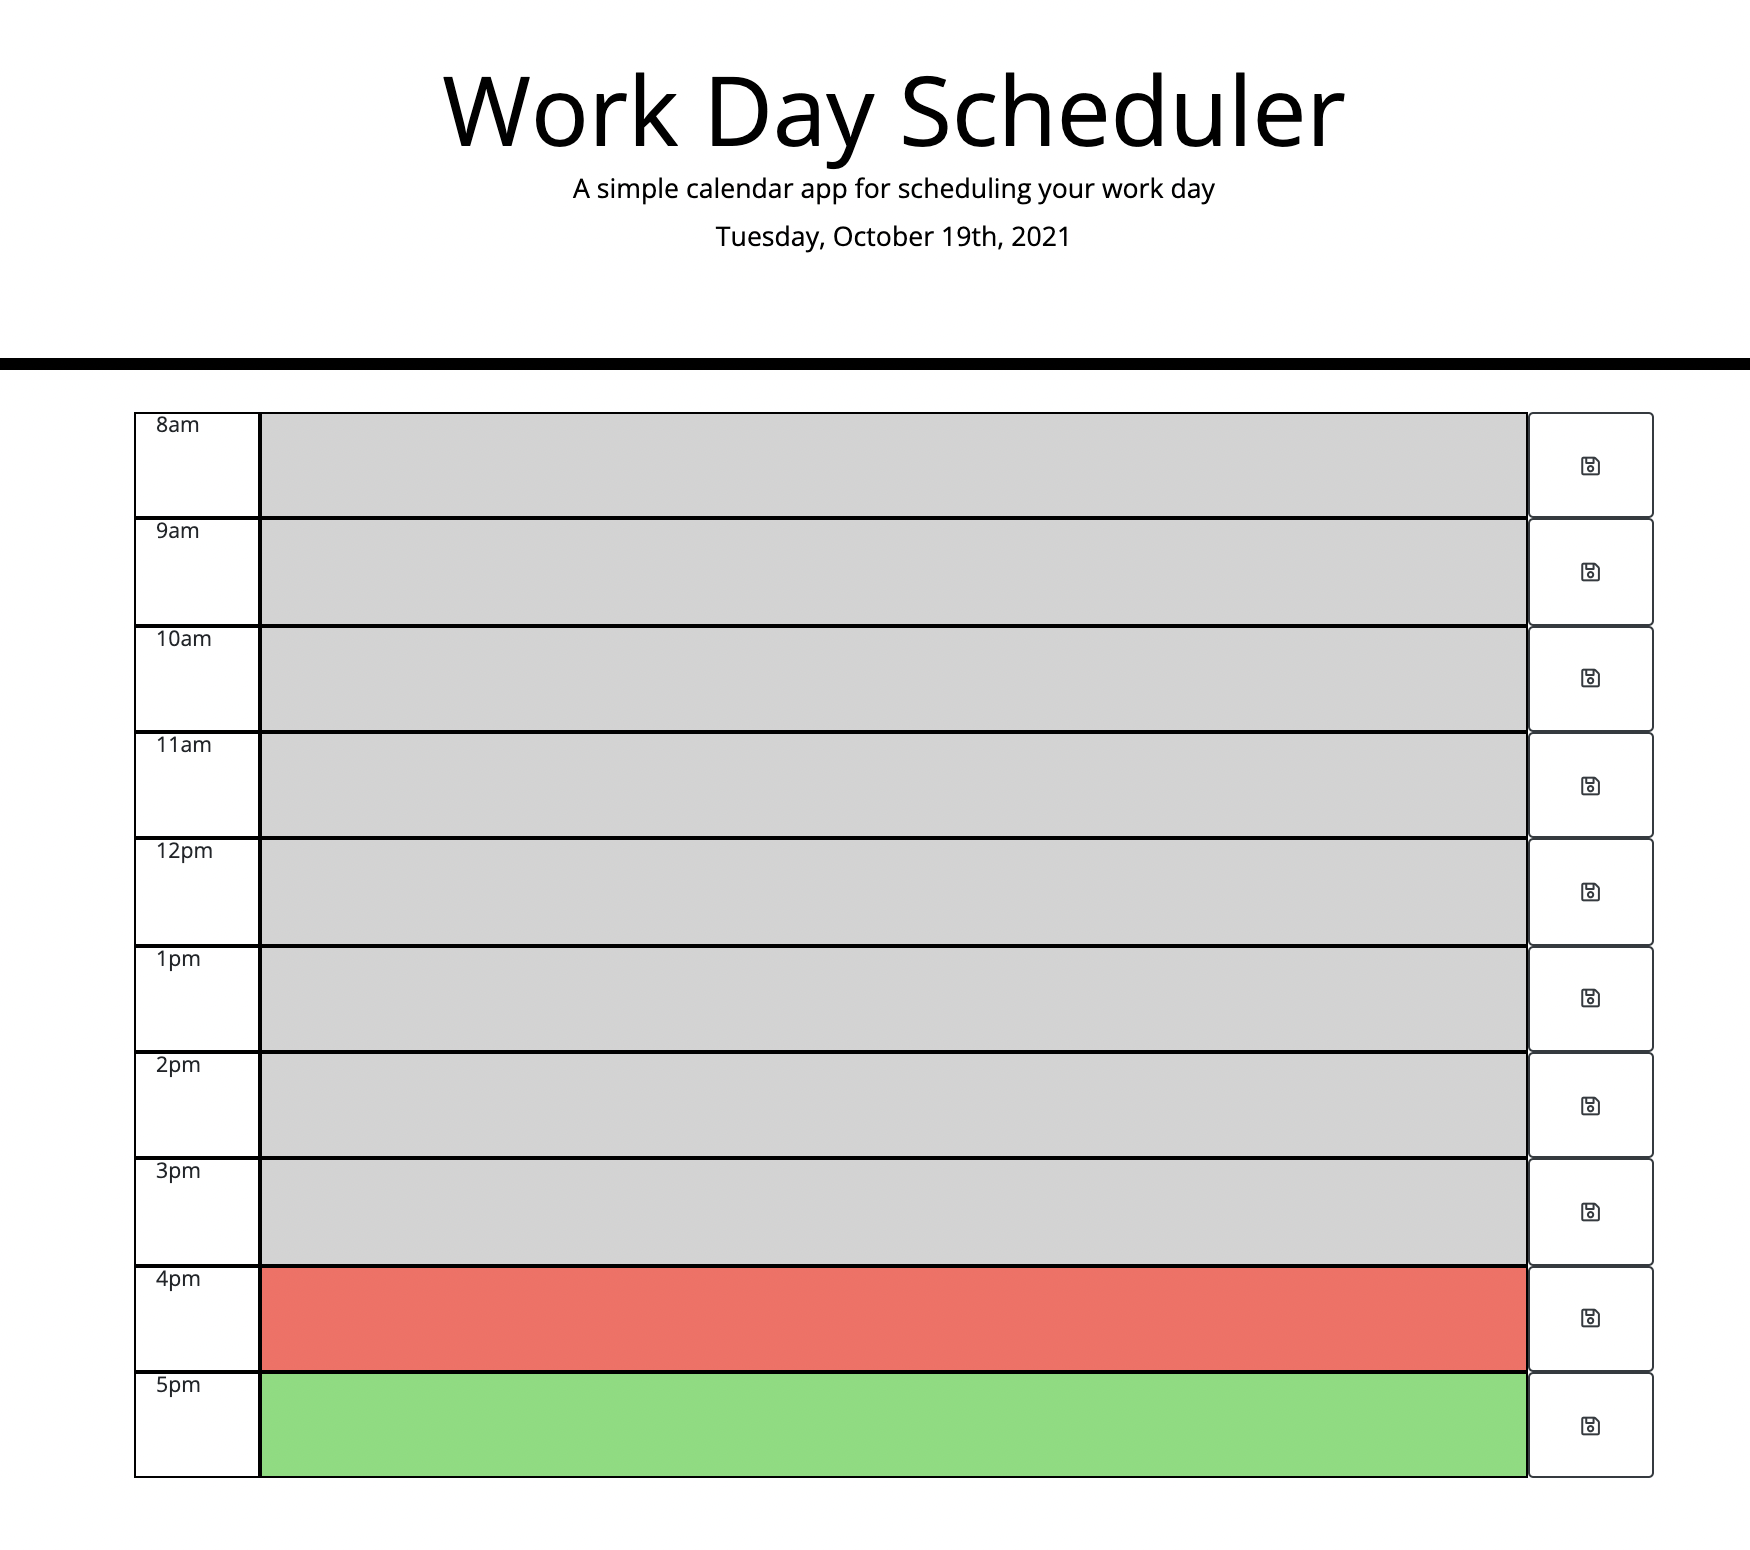 Work Day Scheduler
A simple calendar app for scheduling your work day
Tuesday, October 19th, 2021
8am
9am
10am
11am
12pm
1pm
2pm
3pm
4pm
5pm